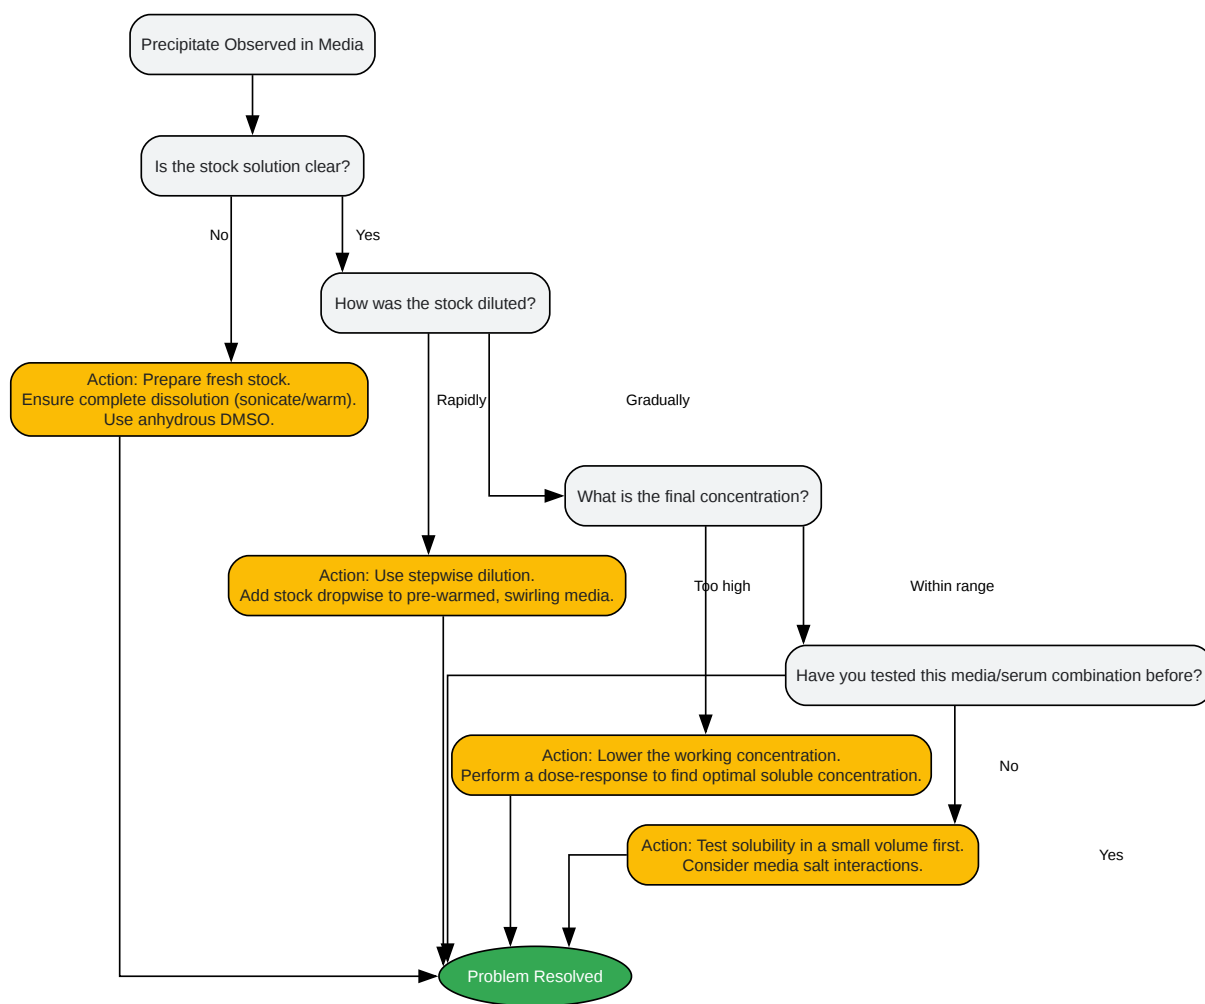 Precipitate Observed in Media
Is the stock solution clear?
No
Yes
How was the stock diluted?
Action: Prepare fresh stock.
Ensure complete dissolution (sonicate/warm).
Use anhydrous DMSO.
Rapidly
Gradually
What is the final concentration?
Action: Use stepwise dilution.
Add stock dropwise to pre-warmed, swirling media.
Too high
Within range
Have you tested this media/serum combination before?
Action: Lower the working concentration.
Perform a dose-response to find optimal soluble concentration.
No
Action: Test solubility in a small volume first.
Consider media salt interactions.
Yes
Problem Resolved